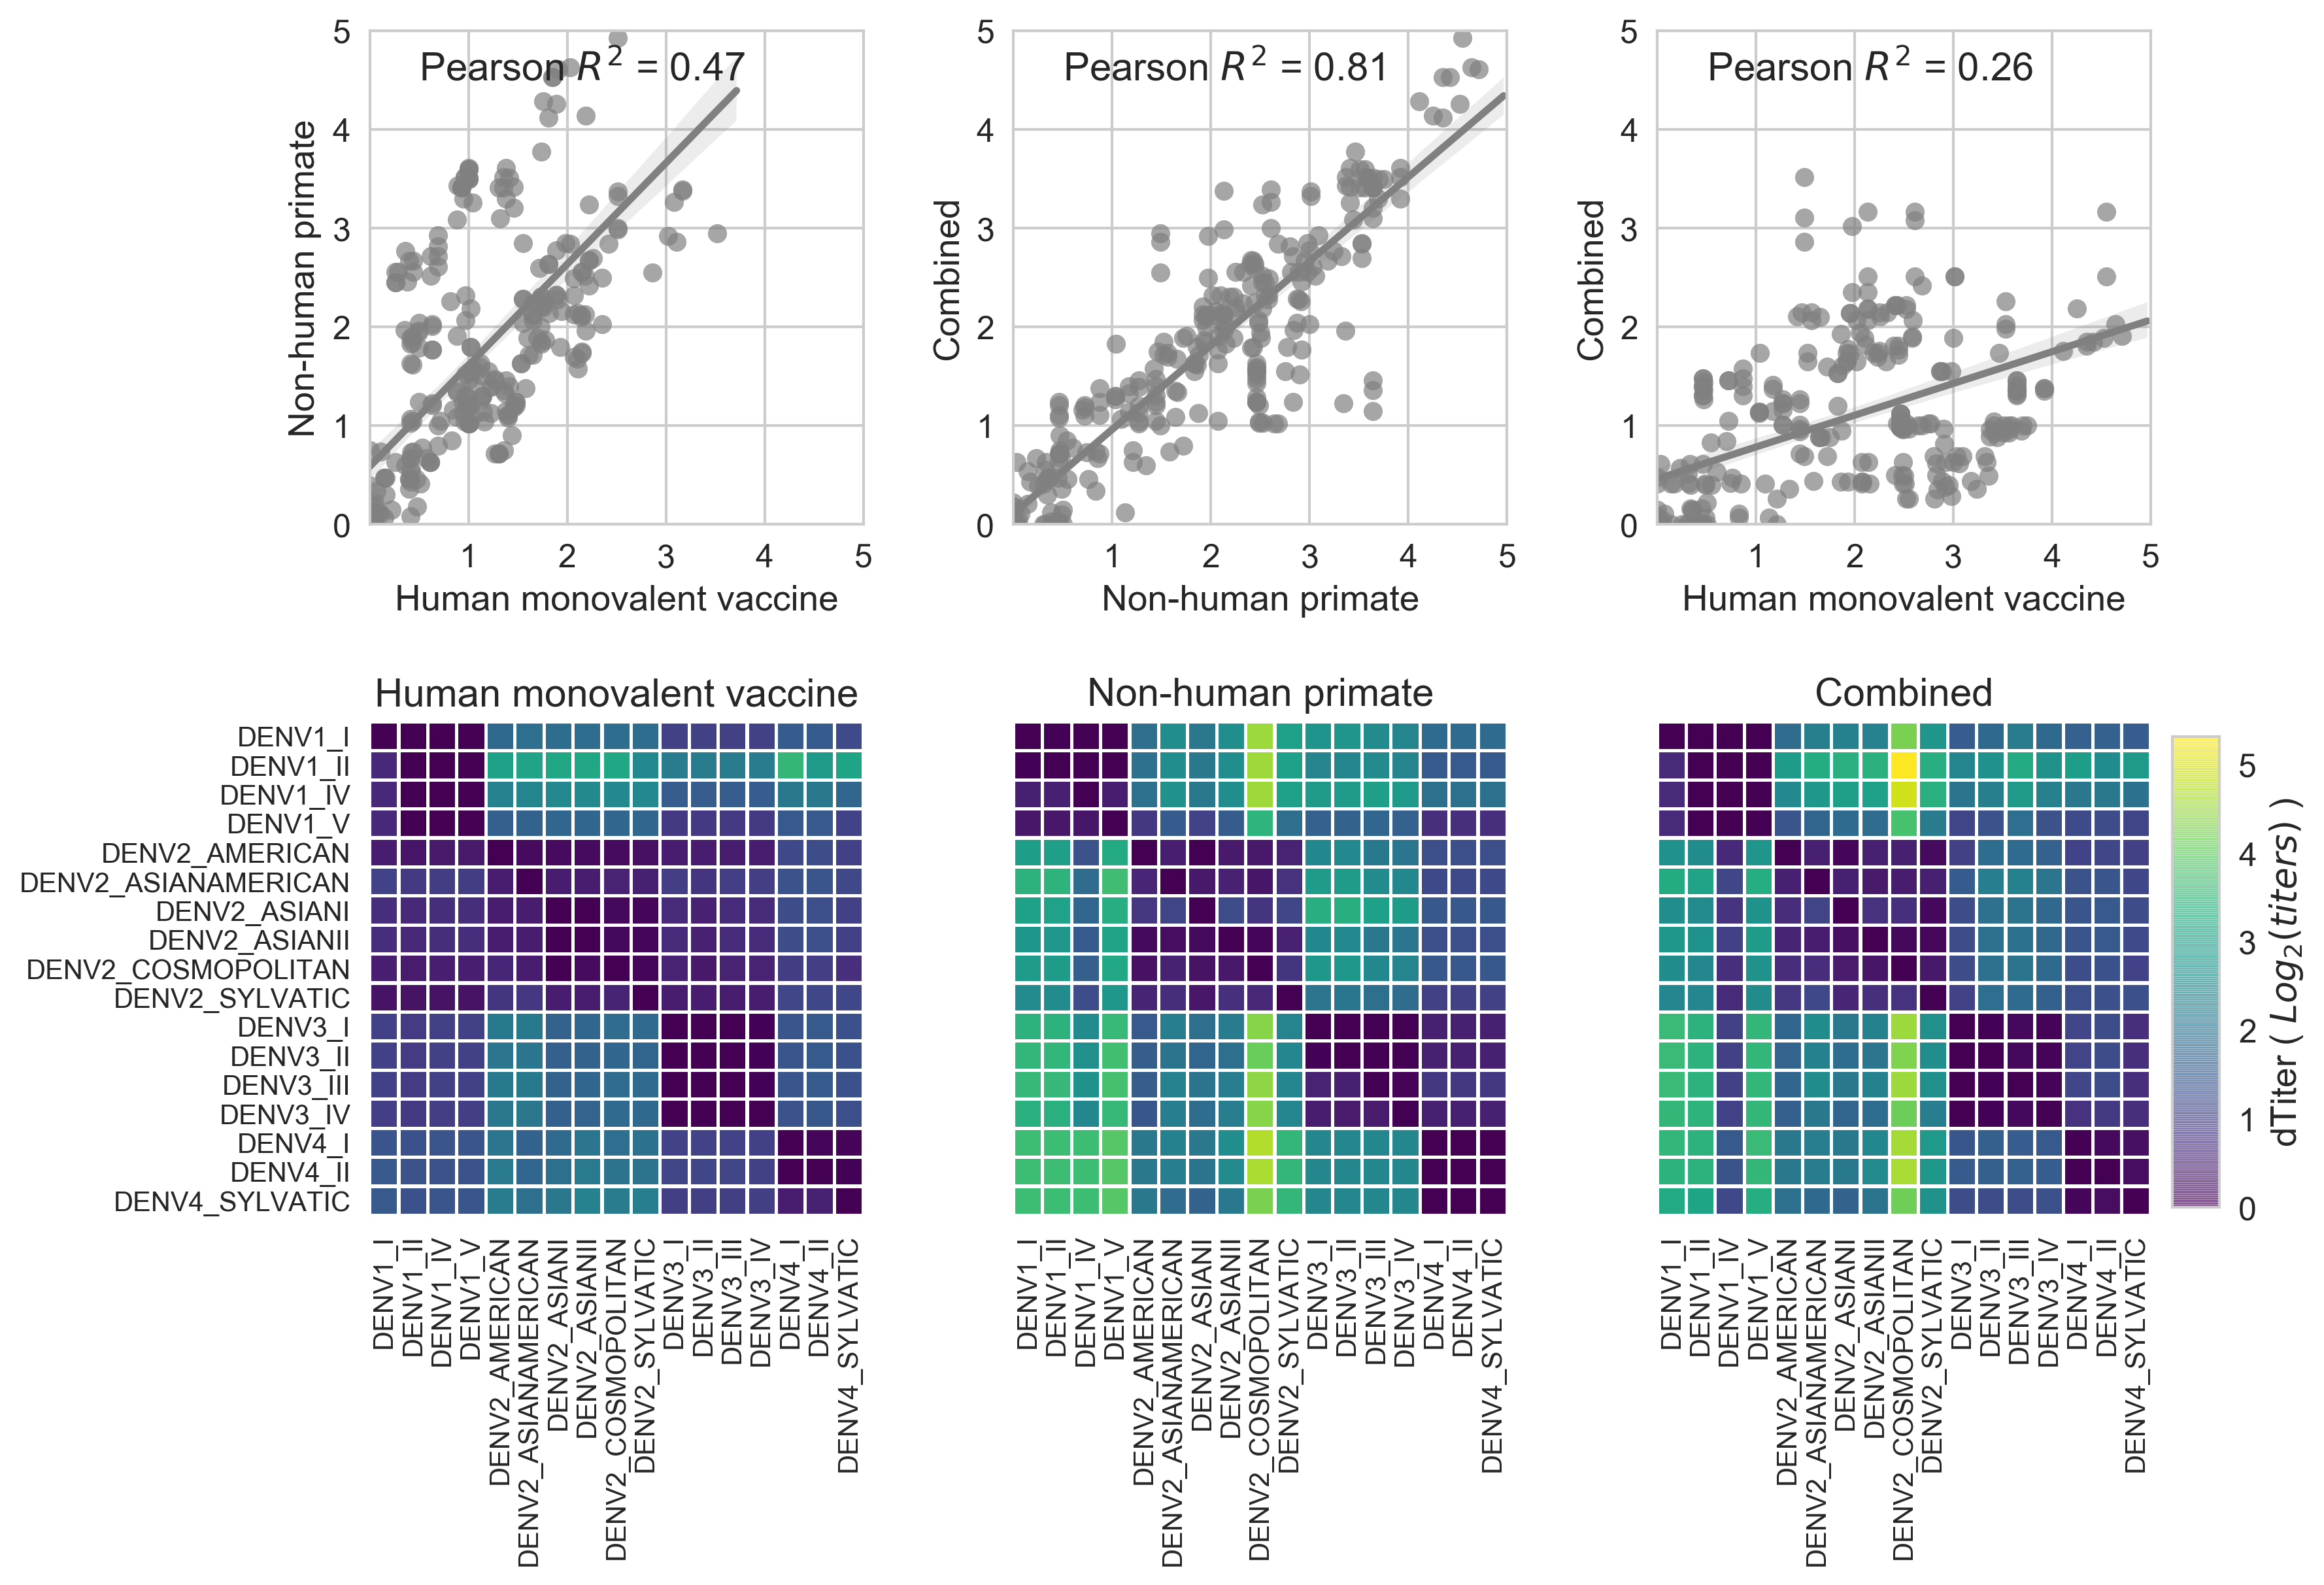 Pearson R² = 0.47
Non-human primate
5
4
3
2
1
0
1 2 3 4 5
Human monovalent vaccine
Pearson R² = 0.81
Combined
5
4
3
2
1
0
1 2 3 4 5
Non-human primate
Pearson R² = 0.26
Combined
5
4
3
2
1
0
1 2 3 4 5
Human monovalent vaccine
Human monovalent vaccine
Non-human primate
Combined
DENV1_I
DENV1_II
DENV1_IV
DENV1_V
DENV2_AMERICAN
DENV2_ASIANAMERICAN
DENV2_ASIANI
DENV2_ASIANII
DENV2_COSMOPOLITAN
DENV2_SYLVATIC
DENV3_I
DENV3_II
DENV3_III
DENV3_IV
DENV4_I
DENV4_II
DENV4_SYLVATIC
DENV1_I
DENV1_II
DENV1_IV
DENV1_V
DENV2_AMERICAN
DENV2_ASIANAMERICAN
DENV2_ASIANI
DENV2_ASIANII
DENV2_COSMOPOLITAN
DENV2_SYLVATIC
DENV3_I
DENV3_II
DENV3_III
DENV3_IV
DENV4_I
DENV4_II
DENV4_SYLVATIC
DENV1_I
DENV1_II
DENV1_IV
DENV1_V
DENV2_AMERICAN
DENV2_ASIANAMERICAN
DENV2_ASIANI
DENV2_ASIANII
DENV2_COSMOPOLITAN
DENV2_SYLVATIC
DENV3_I
DENV3_II
DENV3_III
DENV3_IV
DENV4_I
DENV4_II
DENV4_SYLVATIC
DENV1_I
DENV1_II
DENV1_IV
DENV1_V
DENV2_AMERICAN
DENV2_ASIANAMERICAN
DENV2_ASIANI
DENV2_ASIANII
DENV2_COSMOPOLITAN
DENV2_SYLVATIC
DENV3_I
DENV3_II
DENV3_III
DENV3_IV
DENV4_I
DENV4_II
DENV4_SYLVATIC
5
4
3
2
1
0
dTiter ( Log₂(titers) )